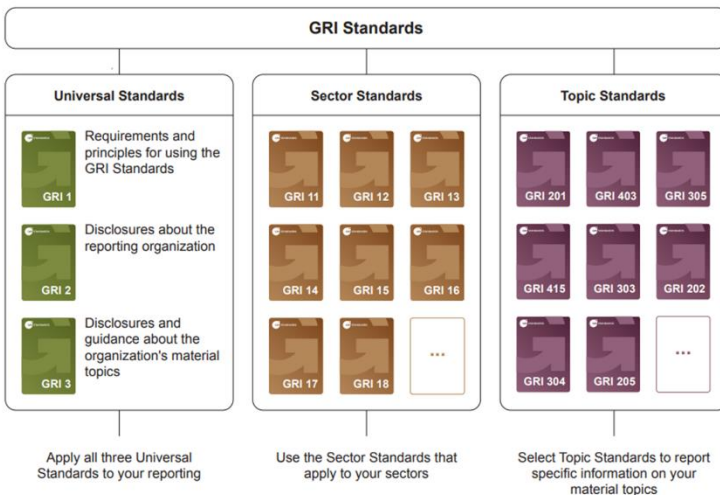 GRI Standards
Universal Standards
GRI 1
Requirements and
principles for using the
GRI Standards
GRI 2
Disclosures about the
reporting organization
GRI 3
Disclosures and
guidance about the
organization's material
topics
Apply all three Universal
Standards to your reporting
Sector Standards
GRI 11
GRI 12
GRI 13
GRI 14
GRI 15
GRI 16
GRI 17
GRI 18
...
Use the Sector Standards that
apply to your sectors
Topic Standards
GRI 201
GRI 403
GRI 305
GRI 415
GRI 303
GRI 202
GRI 304
GRI 205
...
Select Topic Standards to report
specific information on your
material topics